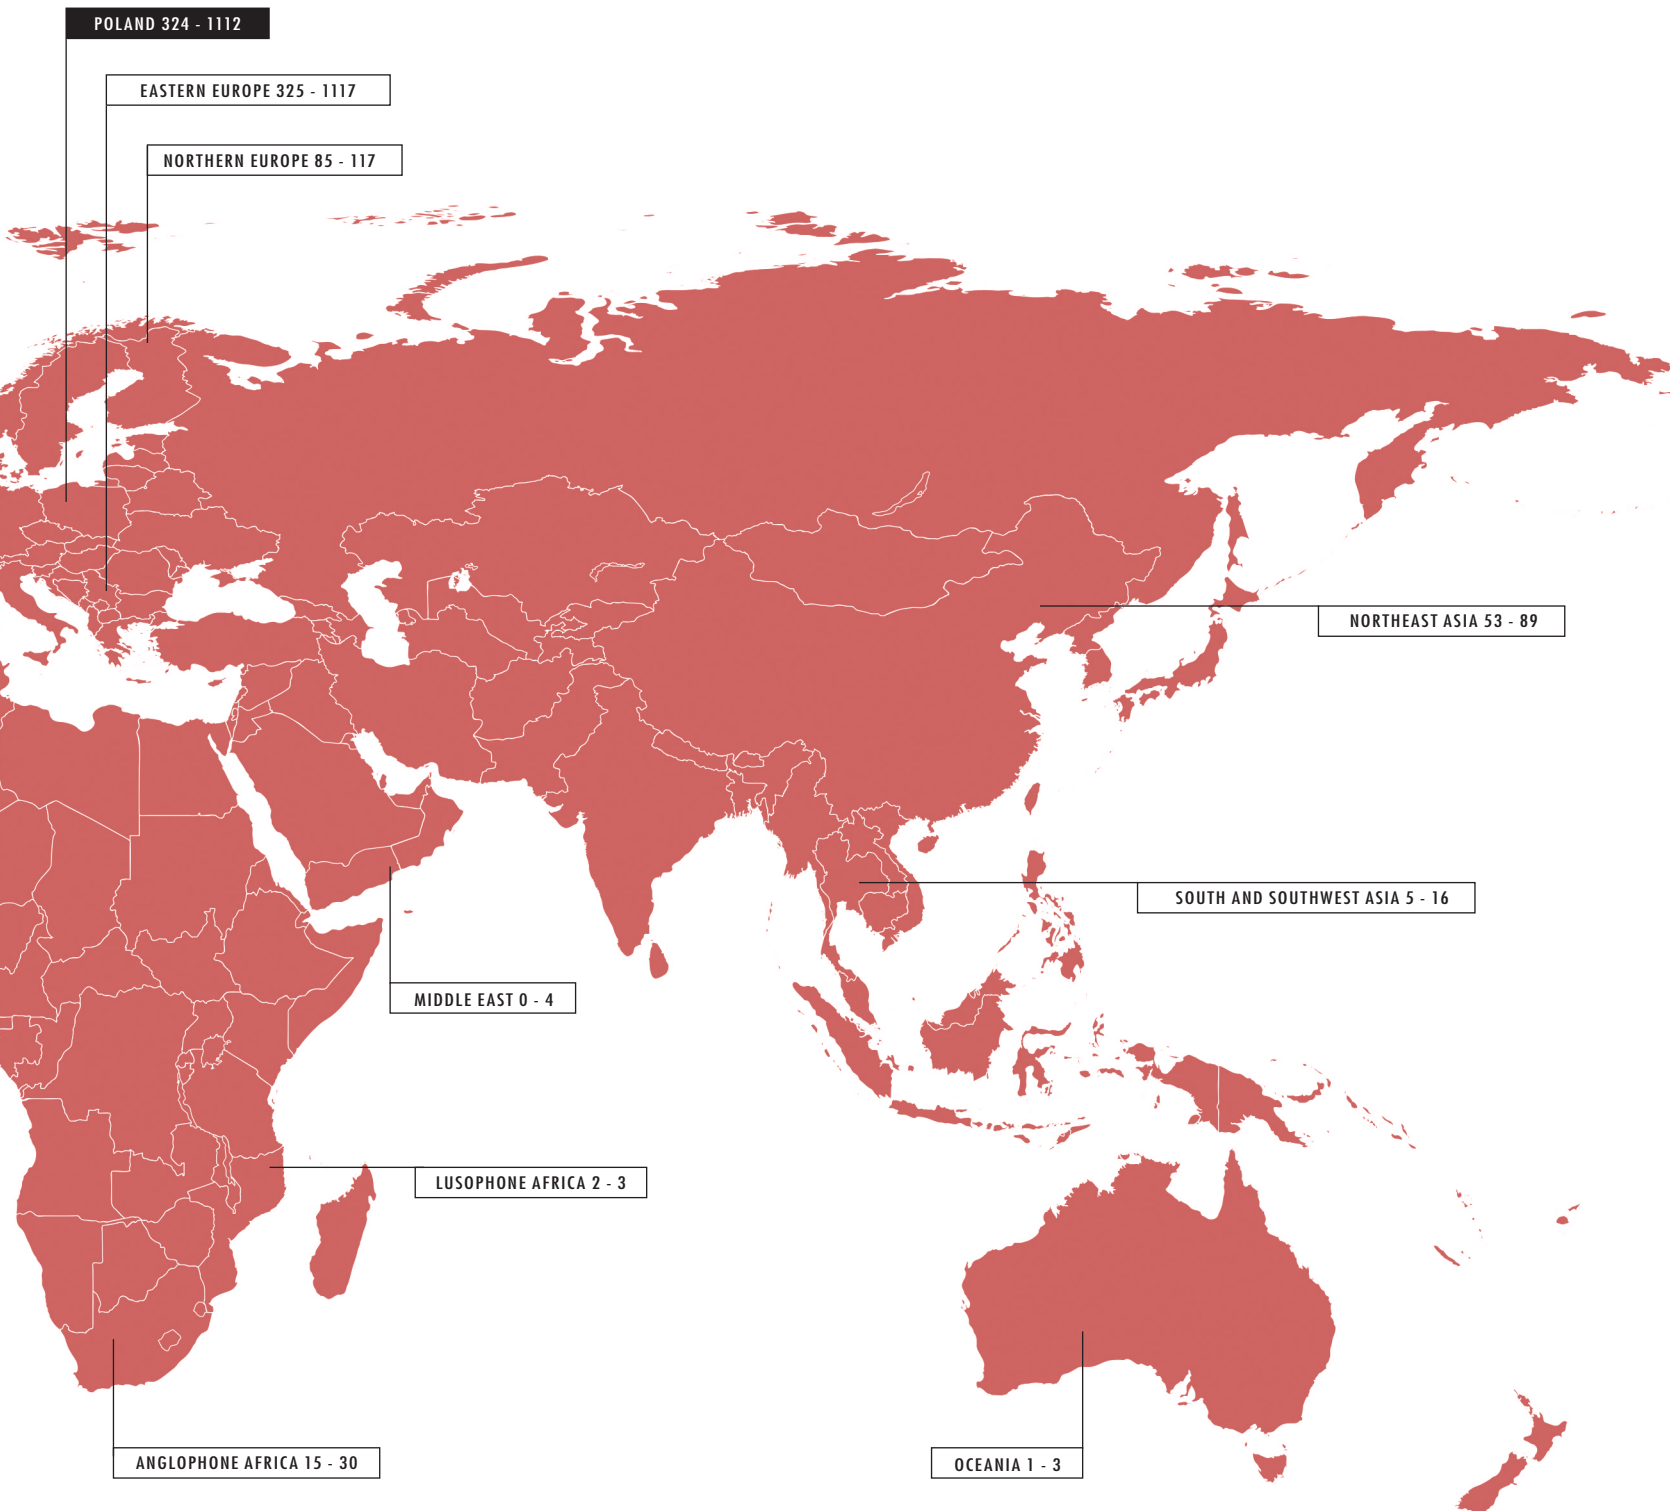 POLAND 324 - 1112
EASTERN EUROPE 325 - 1117
NORTHERN EUROPE 85 - 117
NORTHEAST ASIA 53 - 89
SOUTH AND SOUTHWEST ASIA 5 - 16
MIDDLE EAST 0 - 4
LUSOPHONE AFRICA 2 - 3
ANGLOPHONE AFRICA 15 - 30
OCEANIA 1 - 3